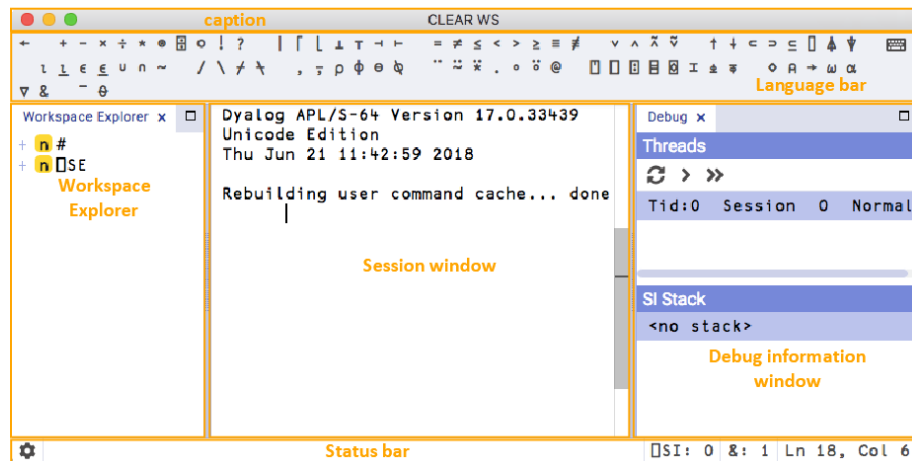 caption CLEAR WS
← + - × ÷ * ⍟ ⌹ ○ ! ? | ⌈ ⌊ ⊥ ⊤ ⊣ ⊢ = ≠ ≤ < > ≥ ≡ ≢ ∨ ∧ ⍲ ⍱ ↑ ↓ ⊂ ⊃ ⊆ ⌷ ⍋ ⍒
⍳ ⍸ ∊ ⍷ ∪ ∩ ~ / \ ⌿ ⍀ , ⍪ ⍴ ⌽ ⊖ ⍉ ¨ ⍨ ⍣ . ∘ ⍤ @ ⍞ ⎕ ⍠ ⌸ ⌺ ⌶ ⍎ ⍕ ⋄ ⍝ → ⍵ ⍺
∇ & ¯ ⍬
Language bar
Workspace Explorer x
+ n #
+ n ⎕SE
Workspace
Explorer
Dyalog APL/S-64 Version 17.0.33439
Unicode Edition
Thu Jun 21 11:42:59 2018
Rebuilding user command cache... done
Session window
Debug x
Threads
Tid:0 Session 0 Normal
SI Stack
<no stack>
Debug information
window
Status bar
⎕SI: 0 &: 1 Ln 18, Col 6